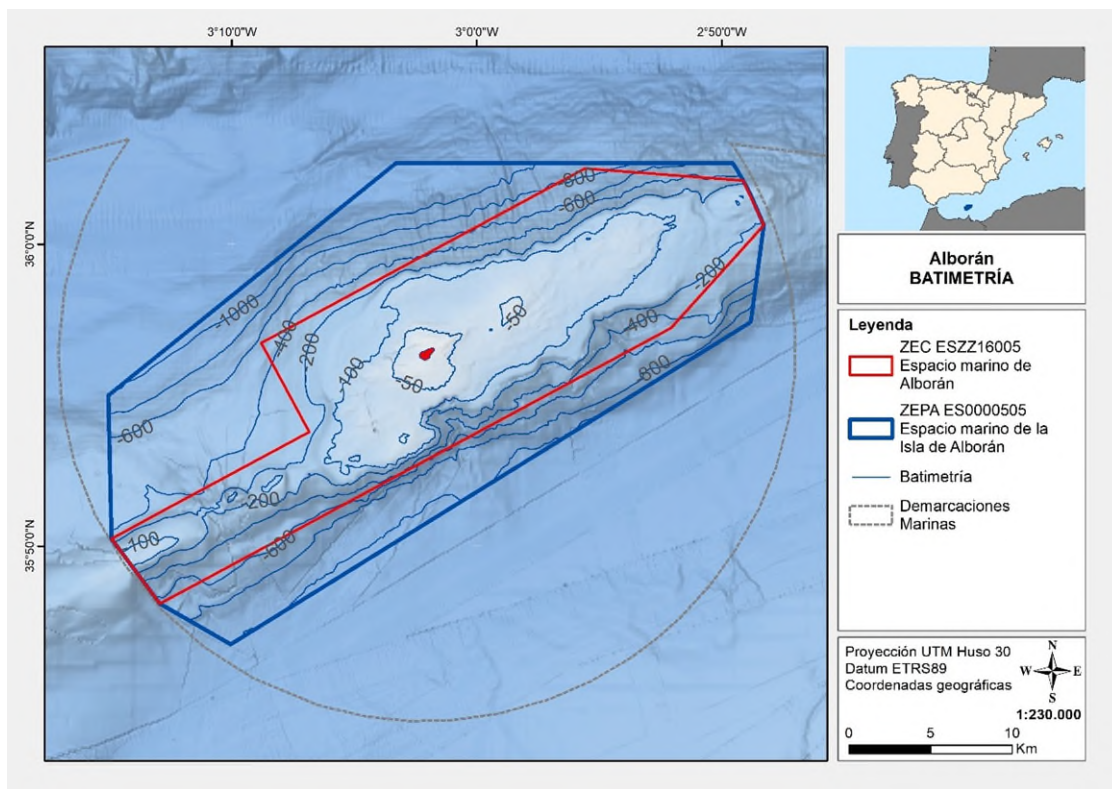 3°10'0"W
3°0'0"W
2°50'0"W
36°0'0"N
35°50'0"N
-800
-600
-1000
-400
200
100
-50
-50
-200
-400
-800
-600
-200
-100
-600
Alborán
BATIMETRÍA
Leyenda
ZEC ESZZ16005
Espacio marino de
Alborán
ZEPA ES0000505
Espacio marino de la
Isla de Alborán
Batimetría
Demarcaciones
Marinas
Proyección UTM Huso 30
Datum ETRS89
Coordenadas geográficas
N
W
E
S
1:230.000
0
5
10
Km